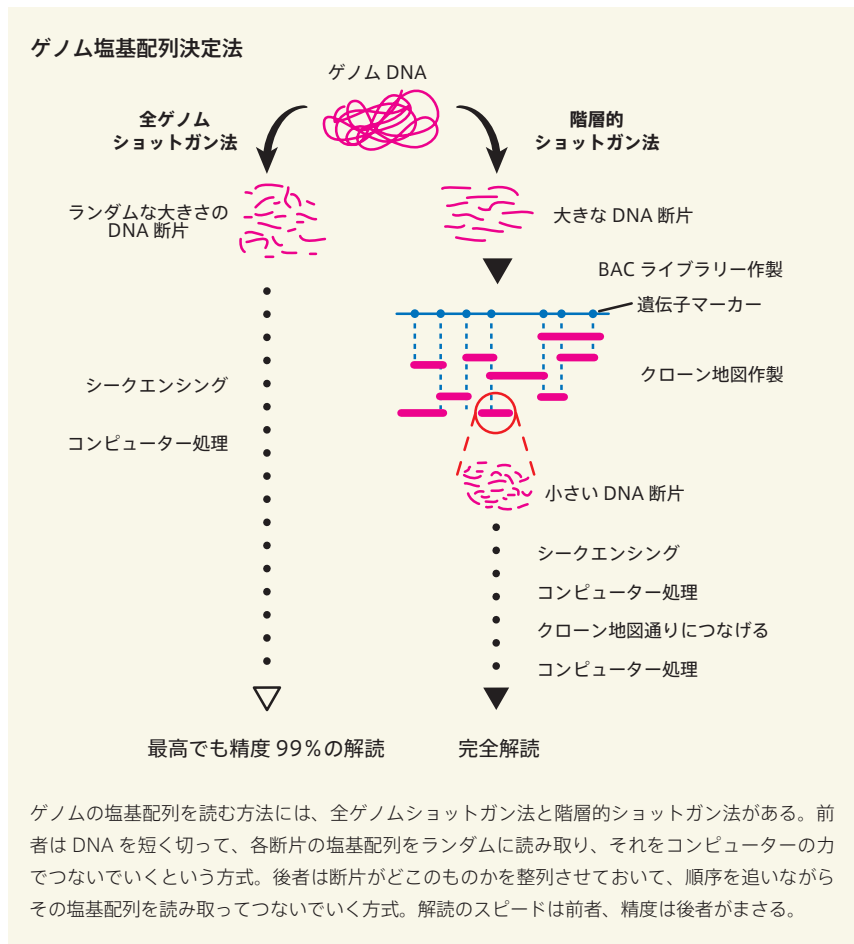 ゲノム塩基配列決定法
ゲノム DNA
全ゲノム
ショットガン法
階層的
ショットガン法
ランダムな大きさの
DNA 断片
大きな DNA 断片
BAC ライブラリー作製
遺伝子マーカー
クローン地図作製
シークエンシング
コンピューター処理
小さい DNA 断片
シークエンシング
コンピューター処理
クローン地図通りにつなげる
コンピューター処理
最高でも精度 99%の解読
完全解読
ゲノムの塩基配列を読む方法には、全ゲノムショットガン法と階層的ショットガン法がある。前
者は DNA を短く切って、各断片の塩基配列をランダムに読み取り、それをコンピューターの力
でつないでいくという方式。後者は断片がどこのものかを整列させておいて、順序を追いながら
その塩基配列を読み取ってつないでいく方式。解読のスピードは前者、精度は後者がまさる。